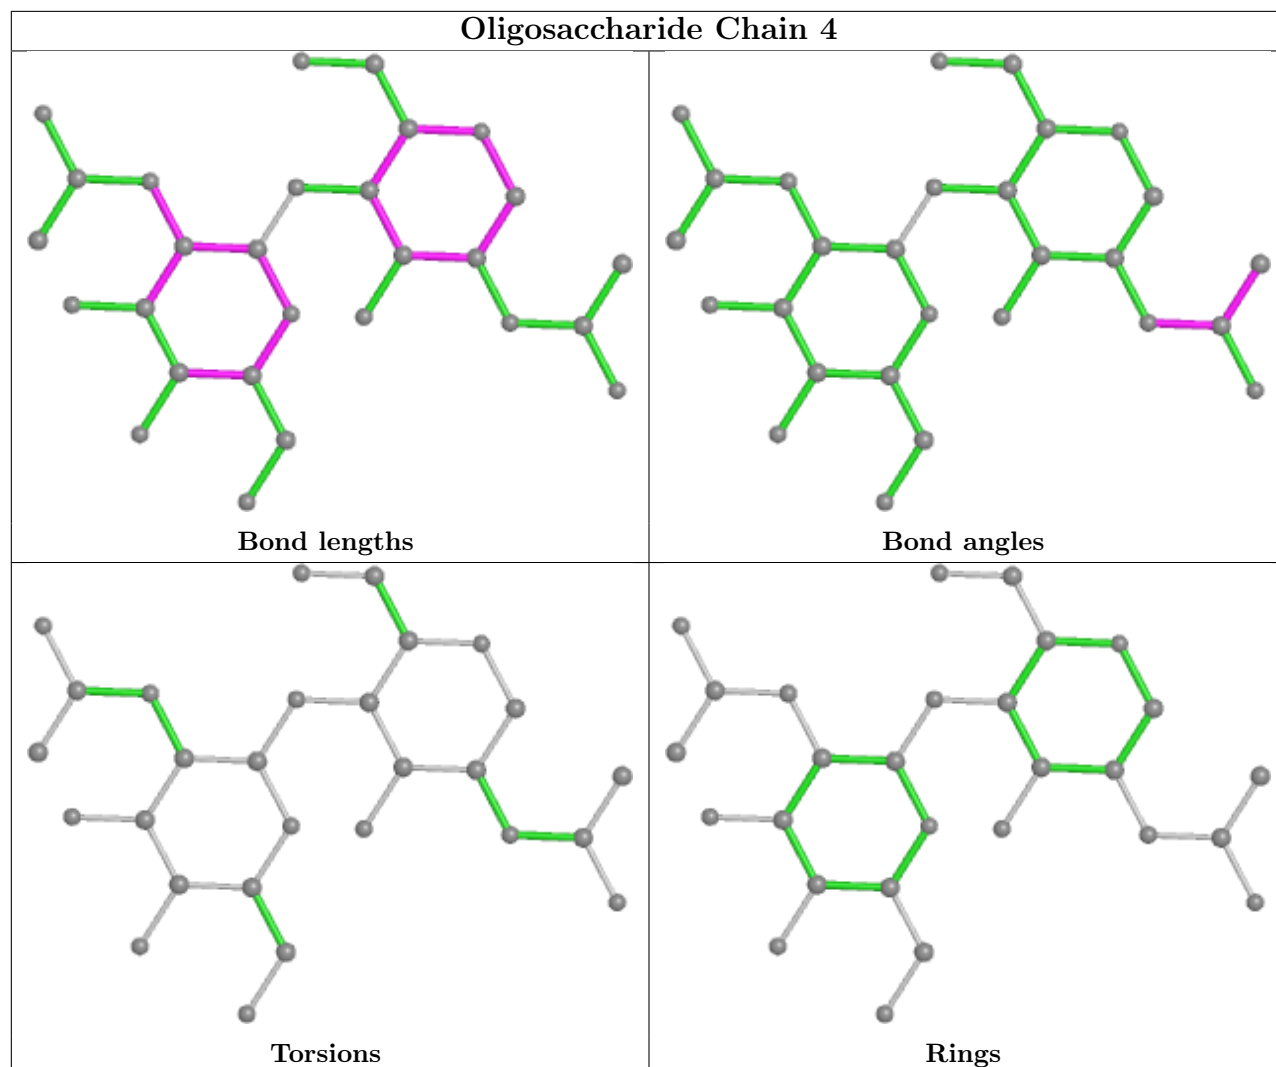 Oligosaccharide Chain 4
Bond lengths
Bond angles
Torsions
Rings